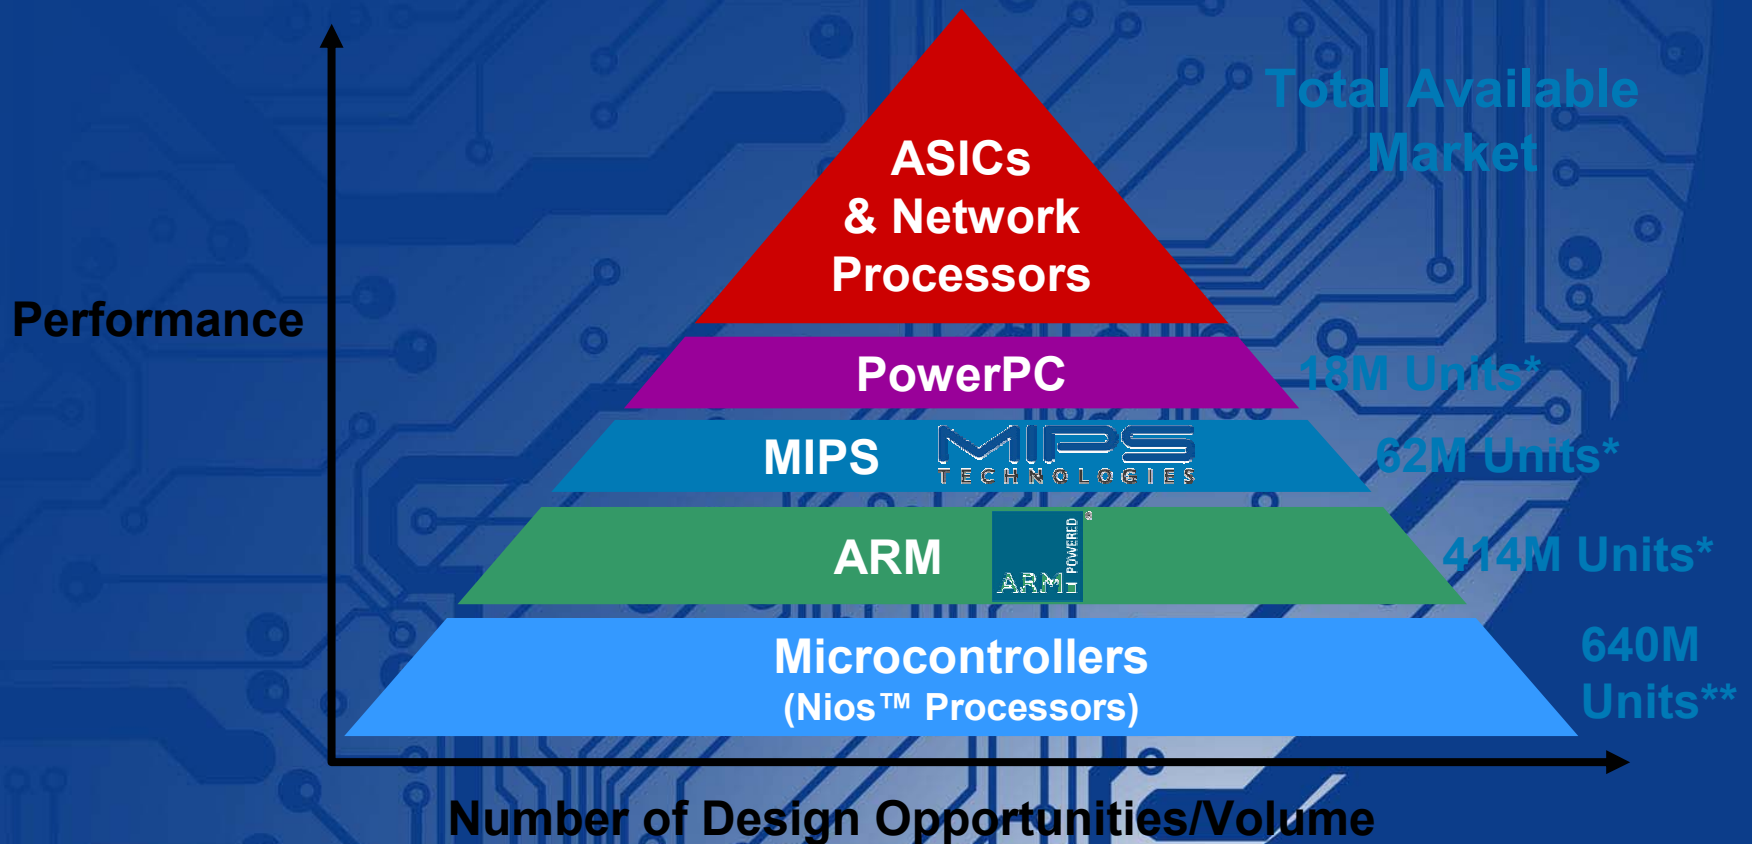 Total Available
Market
ASICs
& Network
Processors
Performance
PowerPC
18M Units*
MIPS
MIPS
TECHNOLOGIES
62M Units*
ARM
ARM POWERED®
414M Units*
Microcontrollers
(Nios™ Processors)
640M
Units**
Number of Design Opportunities/Volume